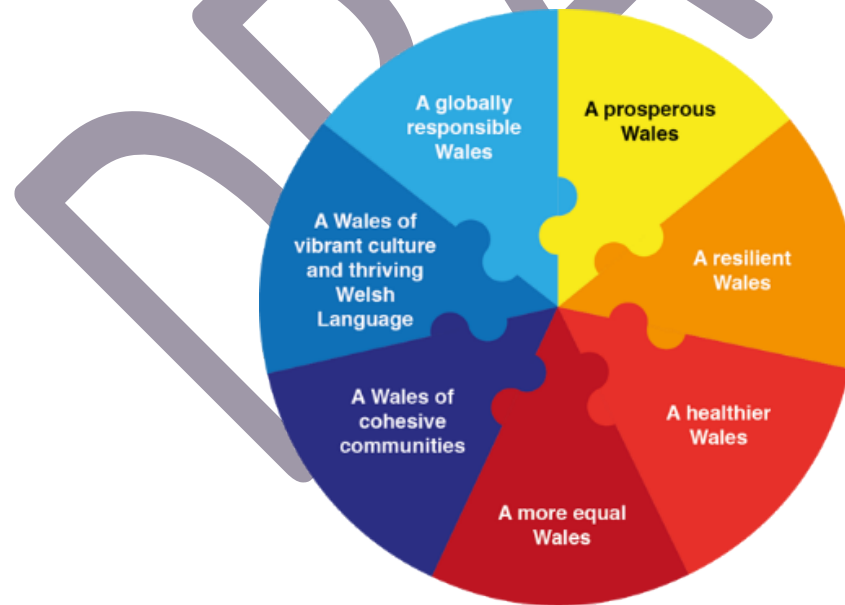 A prosperous
Wales
A resilient
Wales
A healthier
Wales
A more equal
Wales
A Wales of
cohesive
communities
A Wales of
vibrant culture
and thriving
Welsh
Language
A globally
responsible
Wales